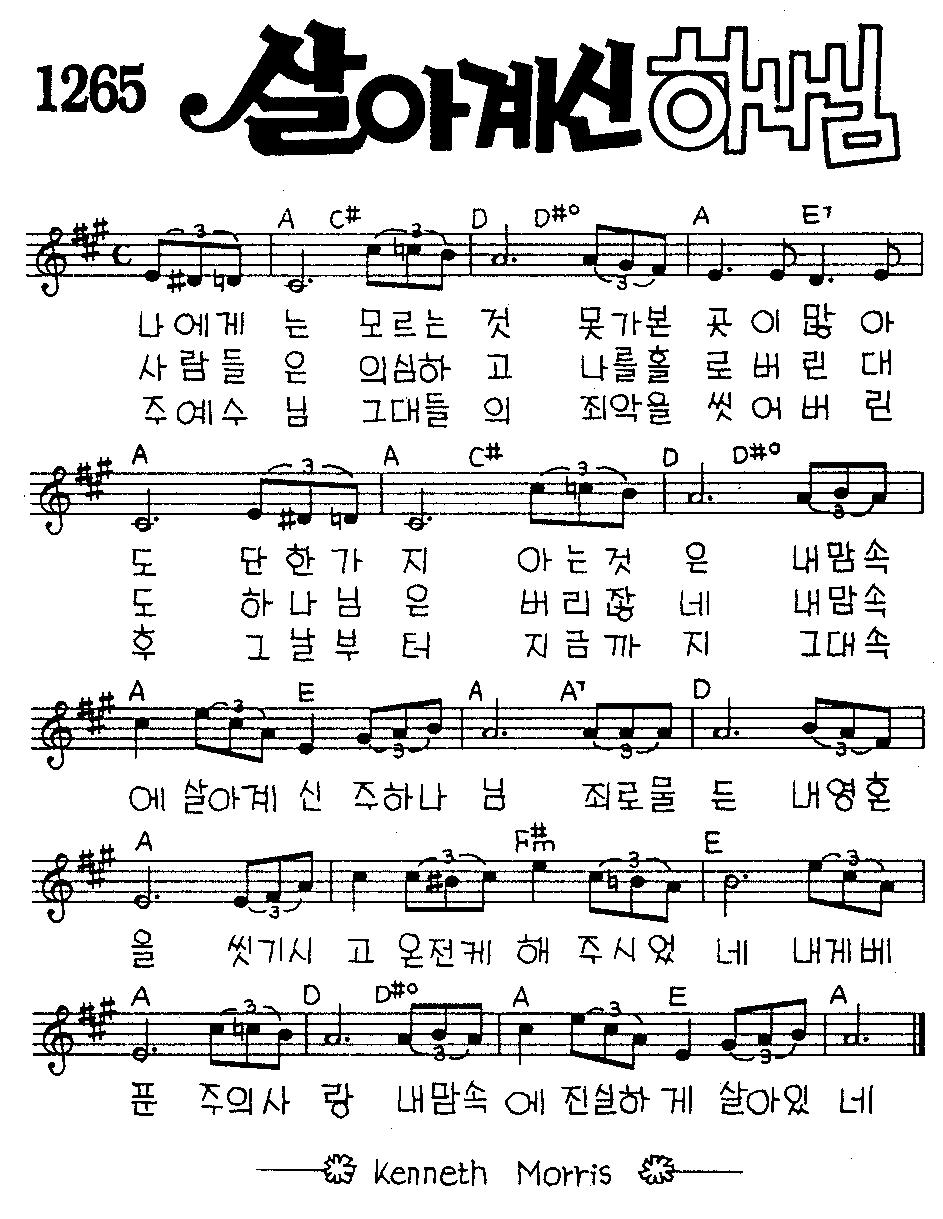 1265 살아계신 하나님
A C# D D#o A E7
나에게 는 모르는 것 못가본 곳 이 많 아
사람들 은 의심하 고 나를홀 로 버 린 대
주예수 님 그대들 의 죄악을 씻 어 버 린
A A C# D D#o
도 단한가 지 아는것 은 내맘속
도 하나님 은 버리잖 네 내맘속
후 그날부 터 지금까 지 그대속
A E A A7 D
에 살아계 신 주하나 님 죄로물 든 내영혼
A F#m E
을 씻기시 고 온전케 해 주시었 네 내게베
A D D#o A E A
푼 주의사 랑 내맘속 에 진실하 게 살아있 네
Kenneth Morris